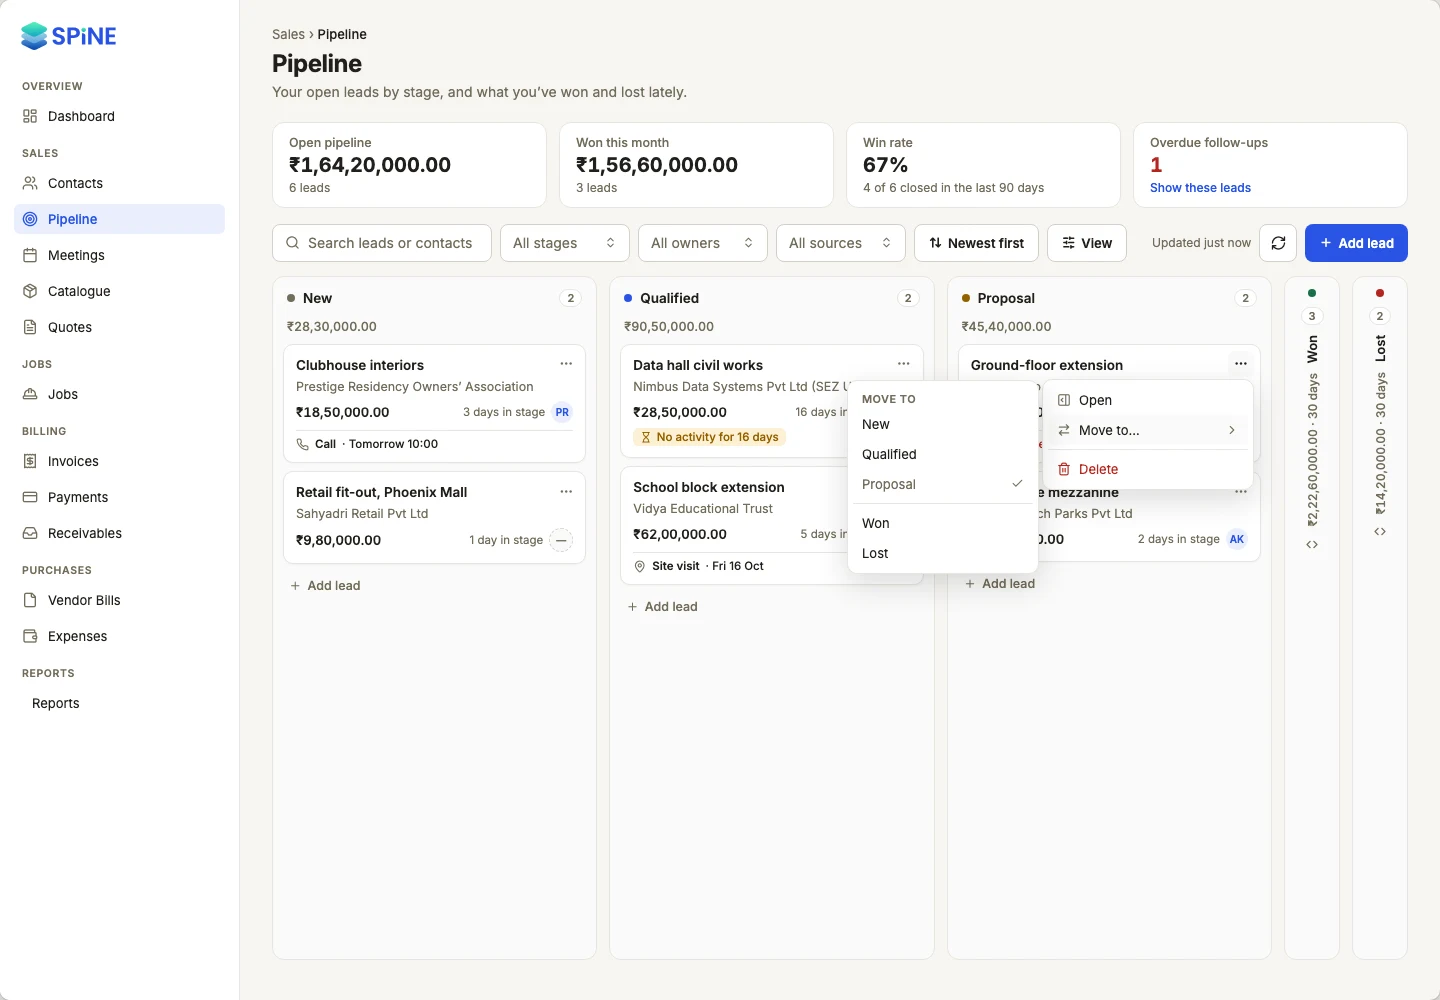 SPiNE
OVERVIEW
Dashboard
SALES
Contacts
Pipeline
Meetings
Catalogue
Quotes
JOBS
Jobs
BILLING
Invoices
Payments
Receivables
PURCHASES
Vendor Bills
Expenses
REPORTS
Reports
Sales › Pipeline
Pipeline
Your open leads by stage, and what you’ve won and lost lately.
Open pipeline
₹1,64,20,000.00
6 leads
Won this month
₹1,56,60,000.00
3 leads
Win rate
67%
4 of 6 closed in the last 90 days
Overdue follow-ups
1
Show these leads
Search leads or contacts
All stages
All owners
All sources
Newest first
View
Updated just now
+ Add lead
New 2
₹28,30,000.00
Clubhouse interiors
Prestige Residency Owners’ Association
₹18,50,000.00 3 days in stage PR
Call · Tomorrow 10:00
Retail fit-out, Phoenix Mall
Sahyadri Retail Pvt Ltd
₹9,80,000.00 1 day in stage —
+ Add lead
Qualified 2
₹90,50,000.00
Data hall civil works
Nimbus Data Systems Pvt Ltd (SEZ
₹28,50,000.00 16 days
No activity for 16 days
School block extension
Vidya Educational Trust
₹62,00,000.00 5 days
Site visit · Fri 16 Oct
+ Add lead
Proposal 2
₹45,40,000.00
Ground-floor extension
mezzanine
Parks Pvt Ltd
2 days in stage AK
+ Add lead
MOVE TO
New
Qualified
Proposal
Won
Lost
Open
Move to...
Delete
3
Won
₹2,22,60,000.00 · 30 days
2
Lost
₹14,20,000.00 · 30 days